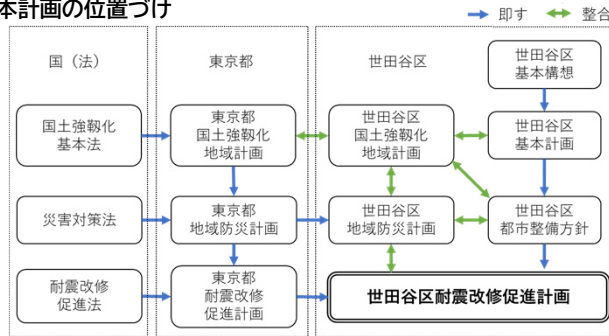 本計画の位置づけ
即す
整合
国（法）
東京都
世田谷区
世田谷区
基本構想
国土強靱化
基本法
東京都
国土強靱化
地域計画
世田谷区
国土強靱化
地域計画
世田谷区
基本計画
災害対策法
東京都
地域防災計画
世田谷区
地域防災計画
世田谷区
都市整備方針
耐震改修
促進法
東京都
耐震改修
促進計画
世田谷区耐震改修促進計画